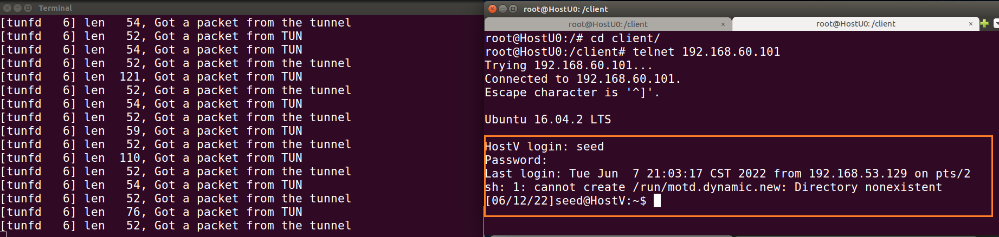 Terminal
[tunfd   6] len   54, Got a packet from the tunnel
[tunfd   6] len   52, Got a packet from TUN
[tunfd   6] len   54, Got a packet from TUN
[tunfd   6] len   52, Got a packet from the tunnel
[tunfd   6] len  121, Got a packet from TUN
[tunfd   6] len   52, Got a packet from the tunnel
[tunfd   6] len   54, Got a packet from TUN
[tunfd   6] len   52, Got a packet from the tunnel
[tunfd   6] len   59, Got a packet from TUN
[tunfd   6] len   52, Got a packet from the tunnel
[tunfd   6] len  110, Got a packet from TUN
[tunfd   6] len   52, Got a packet from the tunnel
[tunfd   6] len   54, Got a packet from TUN
[tunfd   6] len   52, Got a packet from the tunnel
[tunfd   6] len   76, Got a packet from TUN
[tunfd   6] len   52, Got a packet from the tunnel
root@HostU0: /client
root@HostU0: /client
root@HostU0: /client
root@HostU0:/# cd client/
root@HostU0:/client# telnet 192.168.60.101
Trying 192.168.60.101...
Connected to 192.168.60.101.
Escape character is '^]'.
Ubuntu 16.04.2 LTS
HostV login: seed
Password:
Last login: Tue Jun  7 21:03:17 CST 2022 from 192.168.53.129 on pts/2
sh: 1: cannot create /run/motd.dynamic.new: Directory nonexistent
[06/12/22]seed@HostV:~$